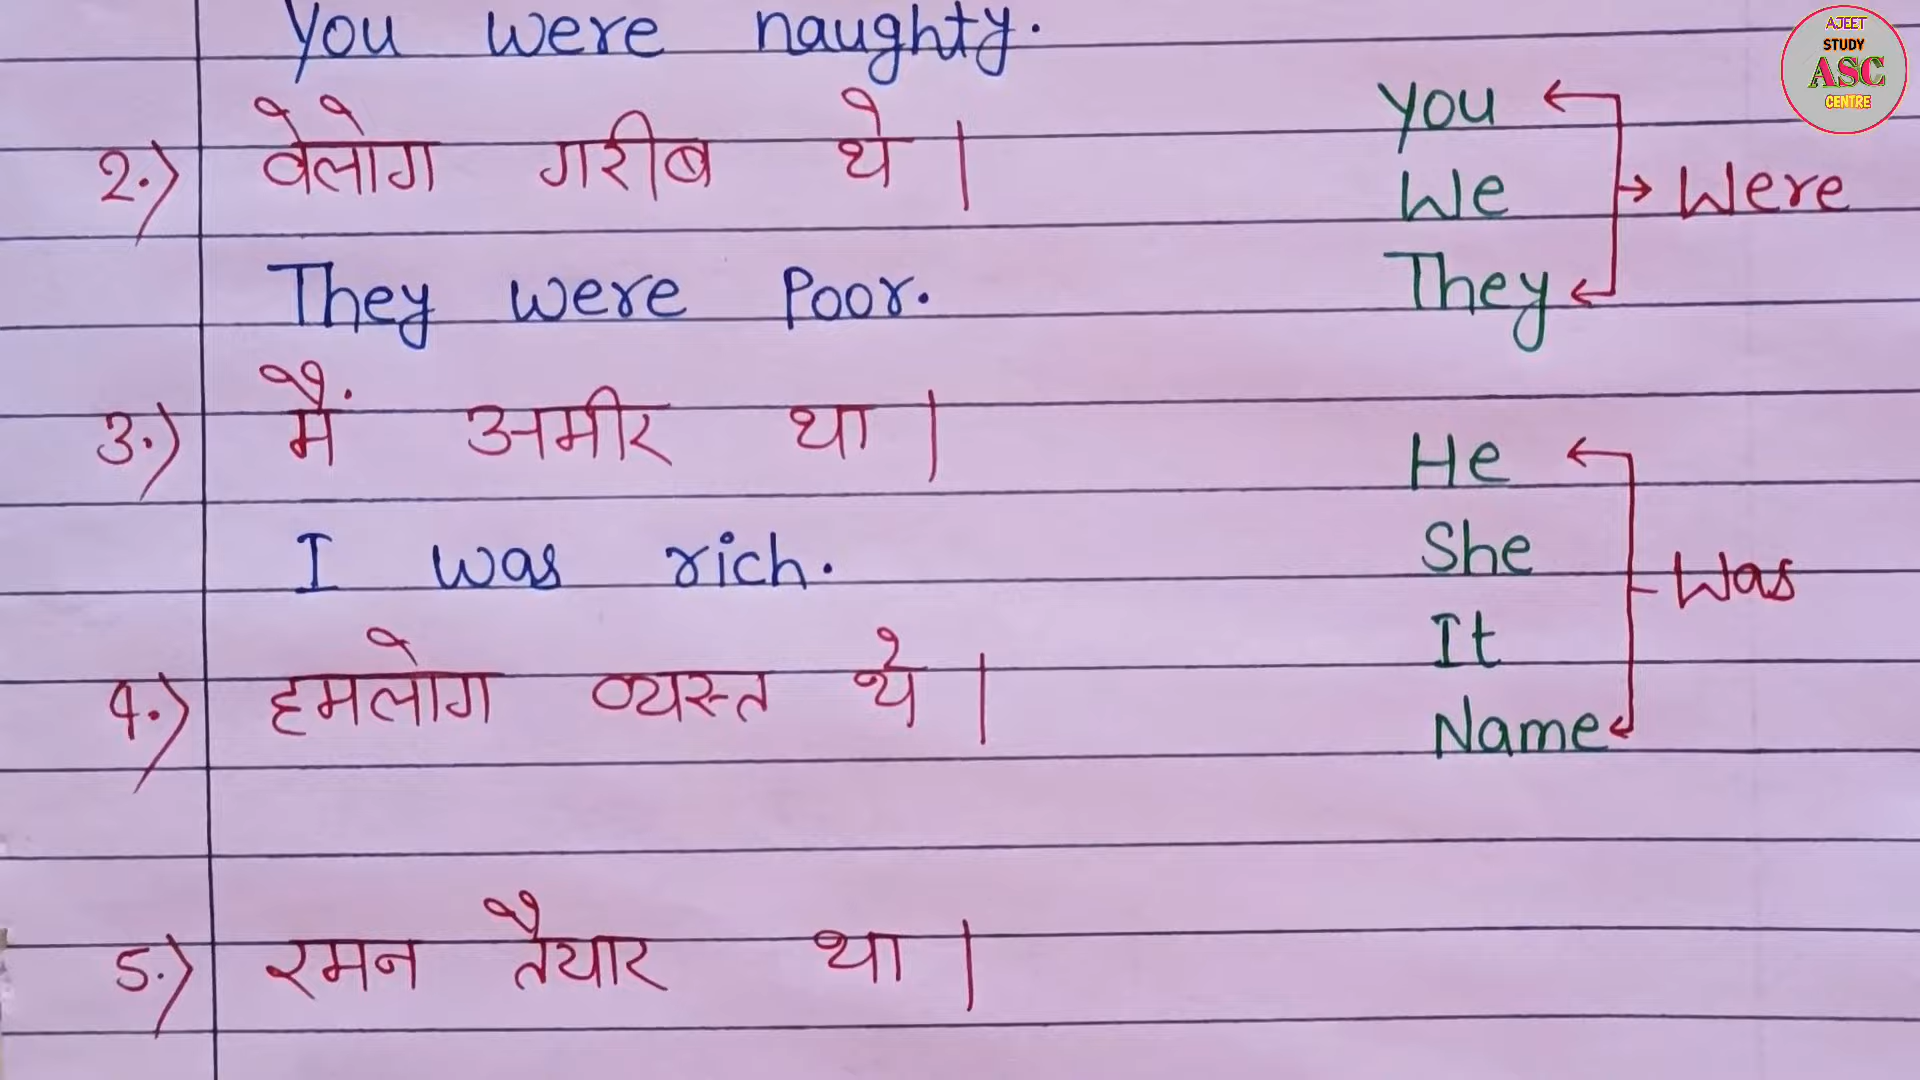 You were naughty.
2.) वेलोग गरीब थे |
They were Poor.
3.) मैं अमीर था |
I was rich.
4.) हमलोग व्यस्त थे |
5.) रमन तैयार था |
You
We
They
Were
He
She
It
Name
Was
AJEET
STUDY
ASC
CENTRE